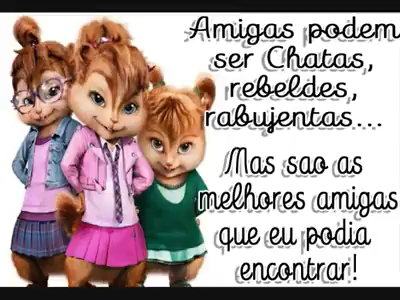 Amigas podem
ser Chatas,
rebeldes,
rabujentas...
Mas sao as
melhores amigas
que eu podia
encontrar!